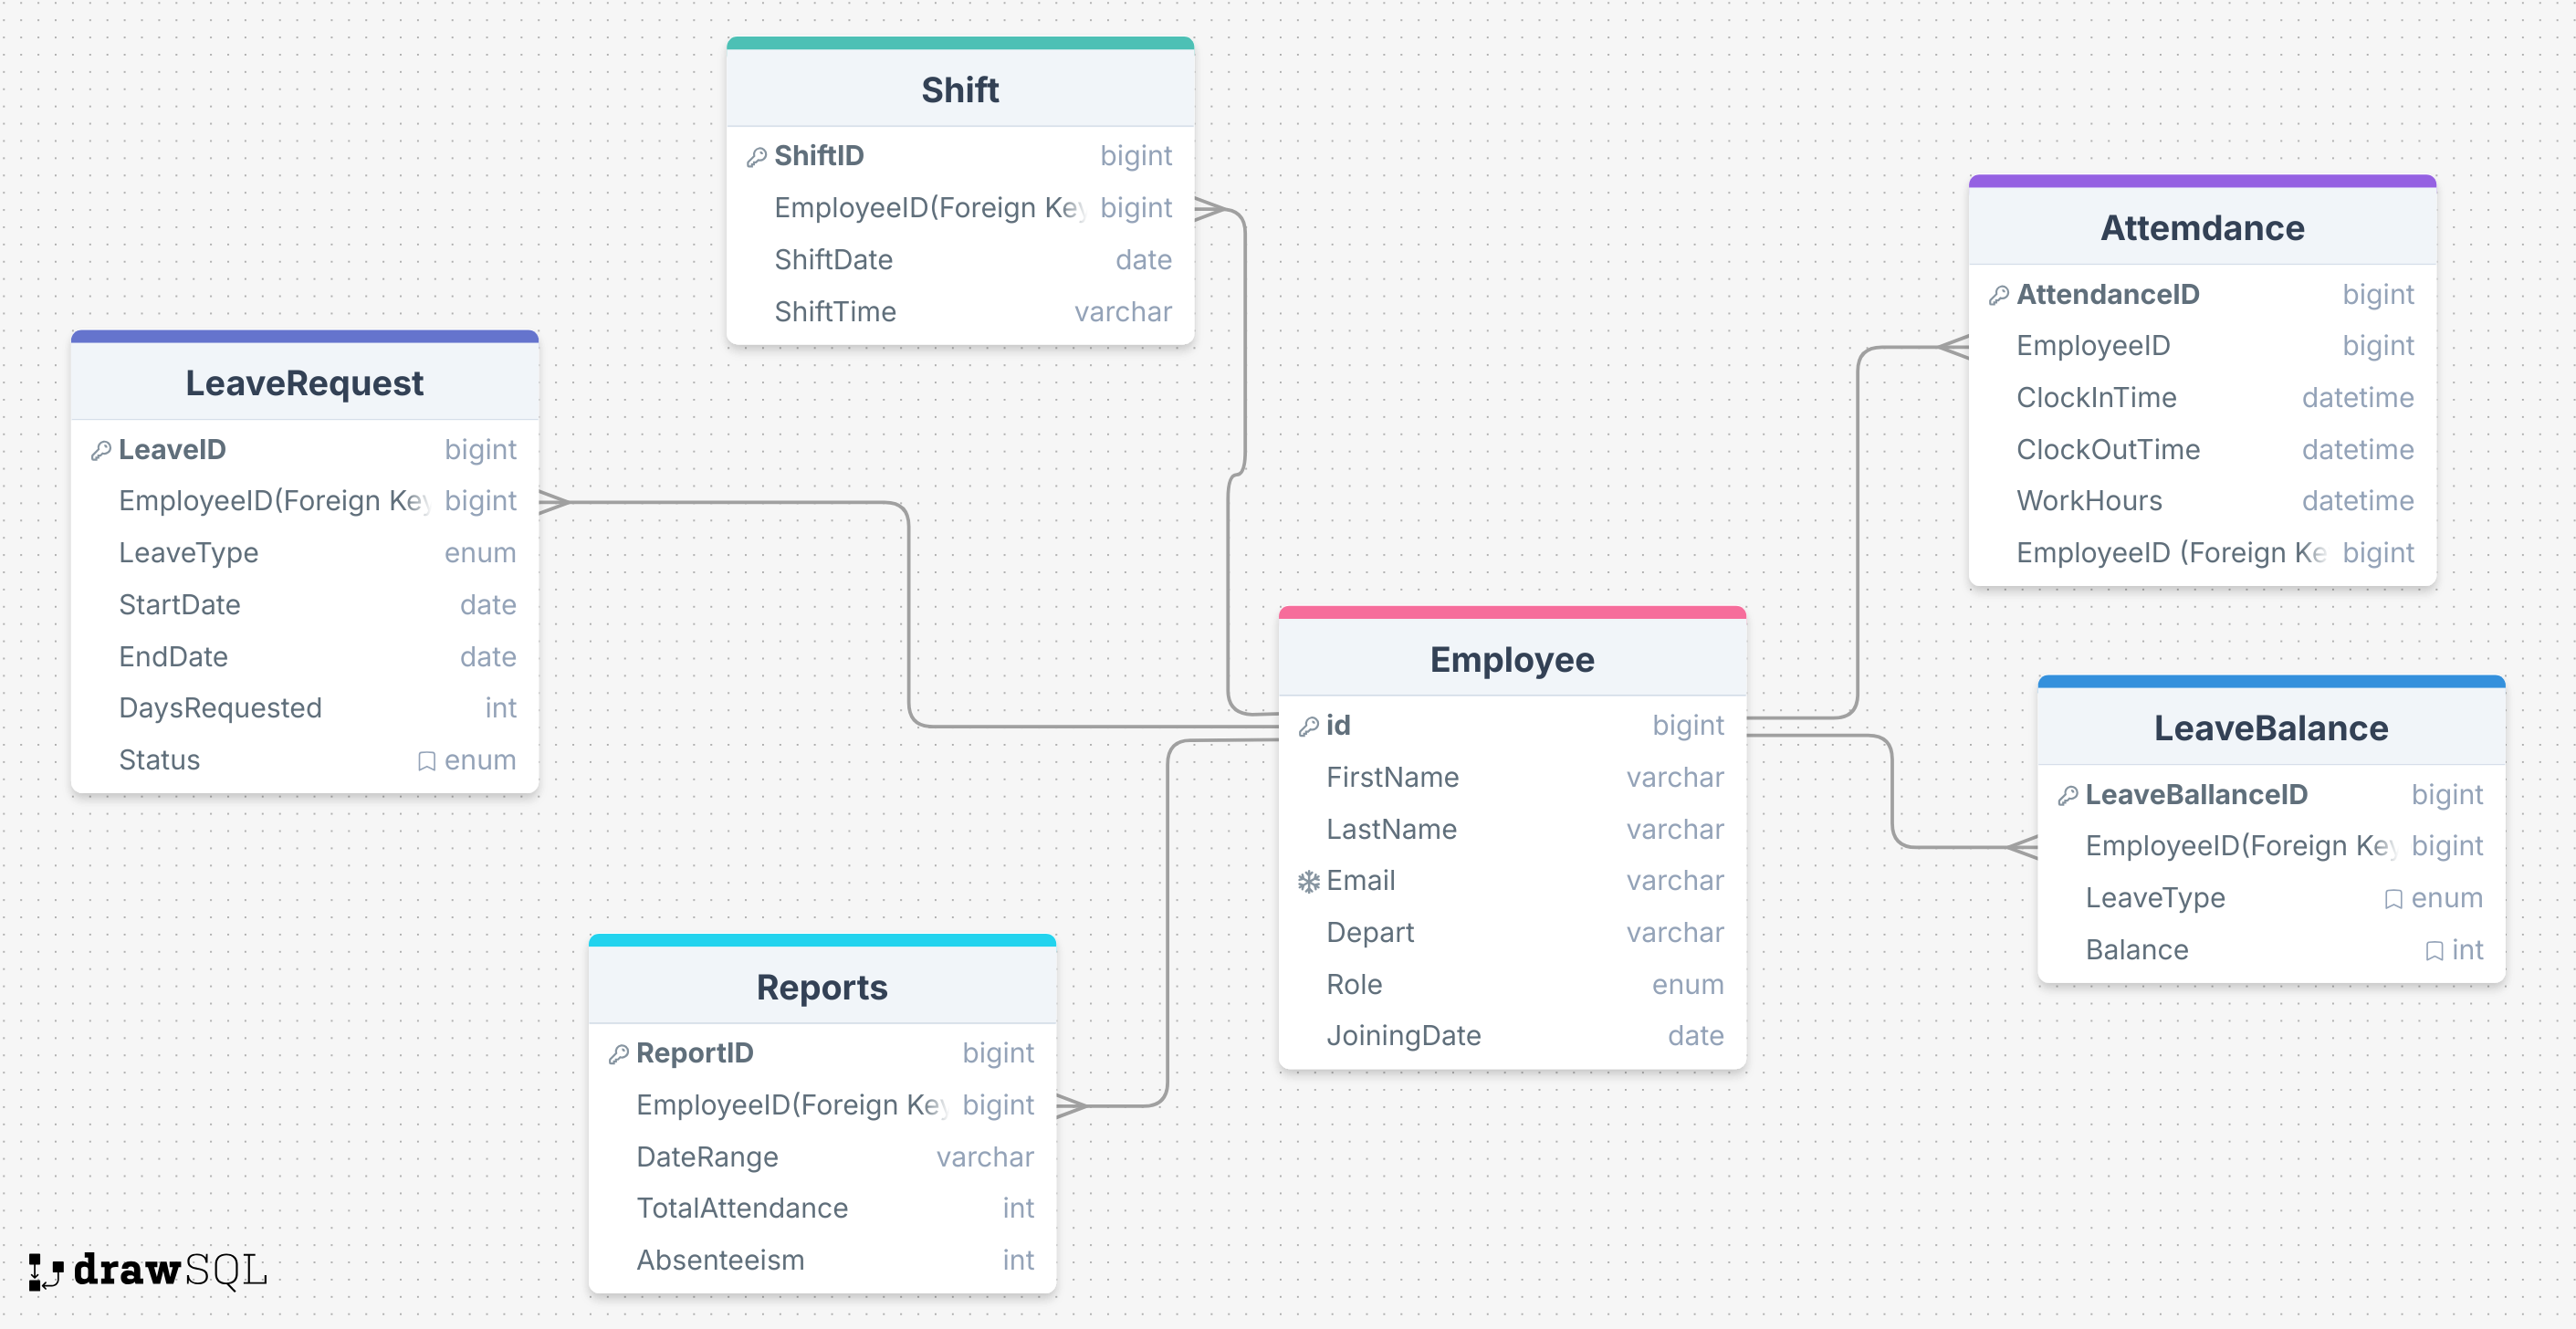 Shift
ShiftID bigint
EmployeeID(Foreign Key bigint
ShiftDate date
ShiftTime varchar
Attemdance
AttendanceID bigint
EmployeeID bigint
ClockInTime datetime
ClockOutTime datetime
WorkHours datetime
EmployeeID (Foreign Ke bigint
LeaveRequest
LeaveID bigint
EmployeeID(Foreign Key bigint
LeaveType enum
StartDate date
EndDate date
DaysRequested int
Status enum
Employee
id bigint
FirstName varchar
LastName varchar
Email varchar
Depart varchar
Role enum
JoiningDate date
LeaveBalance
LeaveBallanceID bigint
EmployeeID(Foreign Key bigint
LeaveType enum
Balance int
Reports
ReportID bigint
EmployeeID(Foreign Key bigint
DateRange varchar
TotalAttendance int
Absenteeism int
drawSQL